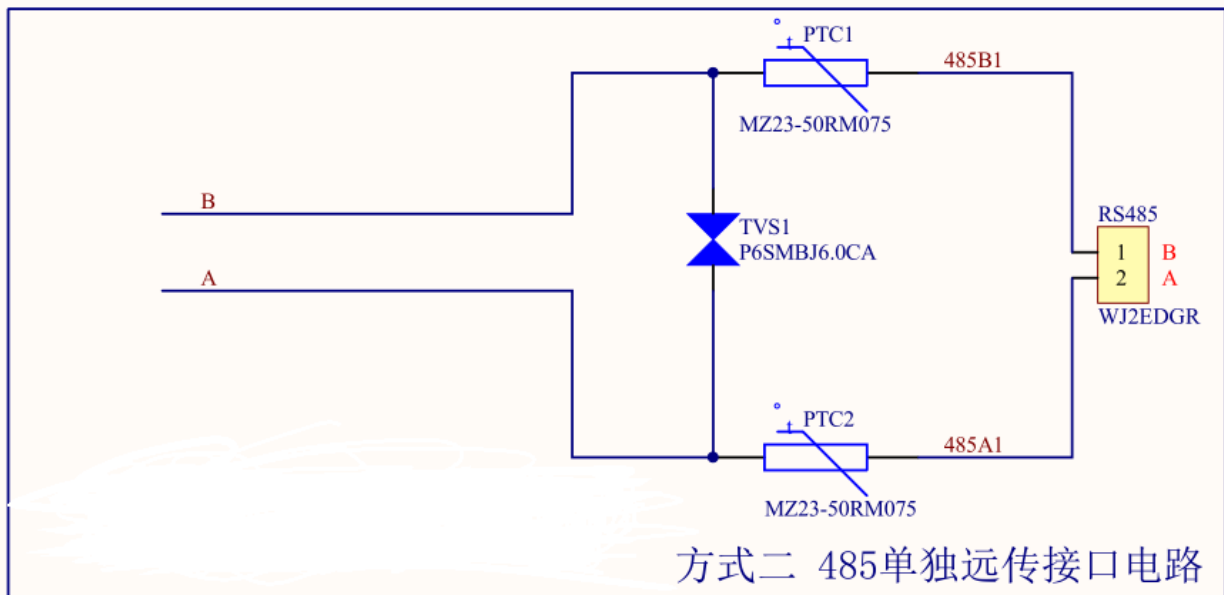 PTC1
t
485B1
MZ23-50RM075
B
TVS1
P6SMBJ6.0CA
A
RS485
1 B
2 A
WJ2EDGR
PTC2
t
485A1
MZ23-50RM075
方式二 485单独远传接口电路